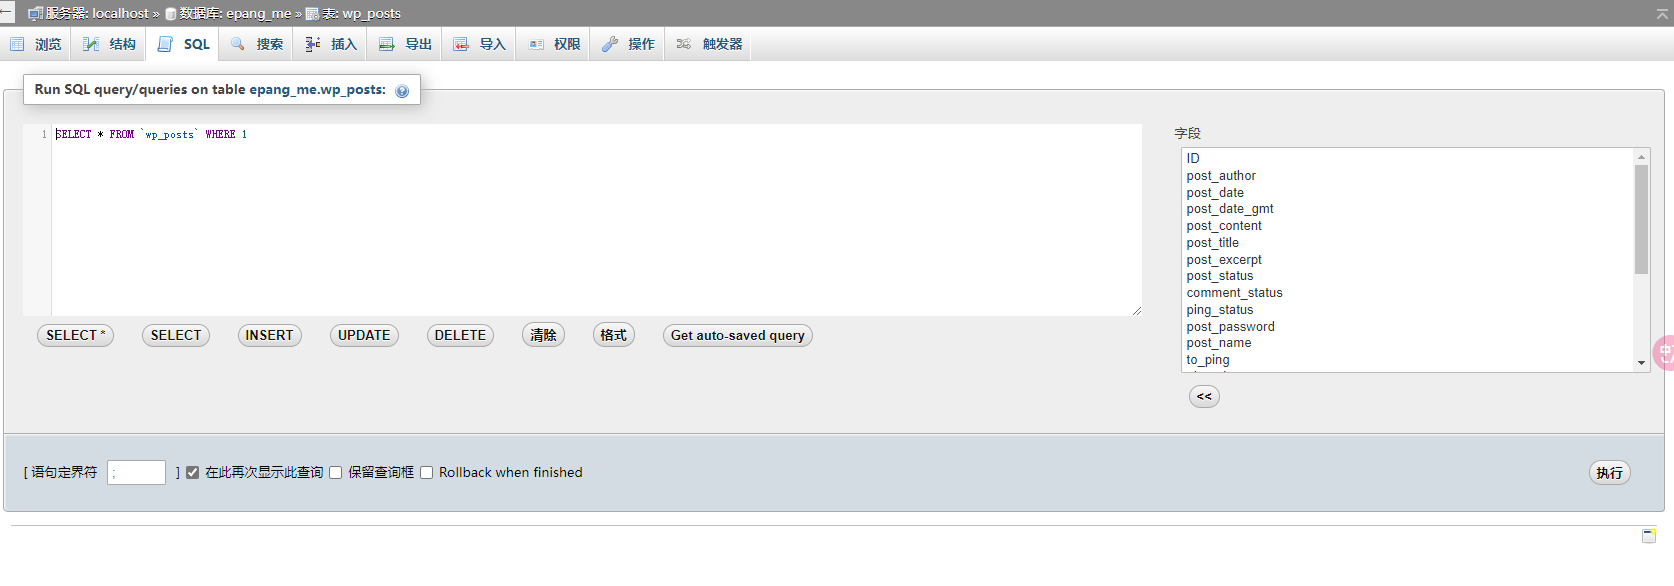 服务器: localhost » 数据库: epang_me » 表: wp_posts
浏览 结构 SQL 搜索 插入 导出 导入 权限 操作 触发器
Run SQL query/queries on table epang_me.wp_posts:
1 SELECT * FROM `wp_posts` WHERE 1
字段
ID
post_author
post_date
post_date_gmt
post_content
post_title
post_excerpt
post_status
comment_status
ping_status
post_password
post_name
to_ping
SELECT * SELECT INSERT UPDATE DELETE 清除 格式 Get auto-saved query
<<
[ 语句定界符 ; ] 在此再次显示此查询 保留查询框 Rollback when finished 执行